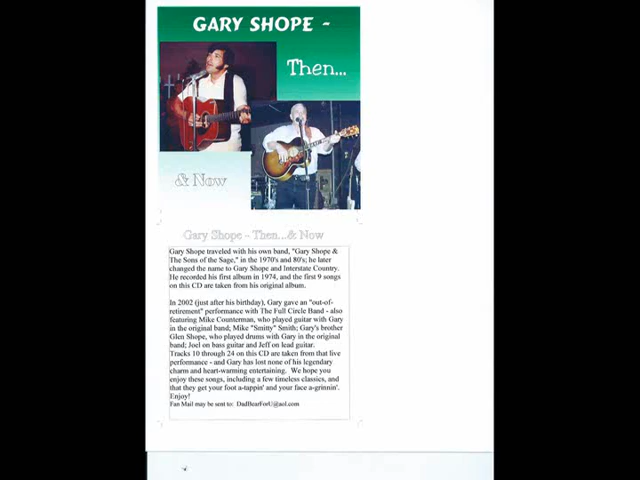 GARY SHOPE -
Then...
& Now
Gary Shope - Then...& Now
Gary Shope traveled with his own band, "Gary Shope &
The Sons of the Sage," in the 1970's and 80's; he later
changed the name to Gary Shope and Interstate Country.
He recorded his first album in 1974, and the first 9 songs
on this CD are taken from his original album.
In 2002 (just after his birthday), Gary gave an "out-of-
retirement" performance with The Full Circle Band - also
featuring Mike Counterman, who played guitar with Gary
in the original band; Mike "Smitty" Smith; Gary's brother
Glen Shope, who played drums with Gary in the original
band; Joel on bass guitar and Jeff on lead guitar.
Tracks 10 through 24 on this CD are taken from that live
performance - and Gary has lost none of his legendary
charm and heart-warming entertaining. We hope you
enjoy these songs, including a few timeless classics, and
that they get your foot a-tappin' and your face a-grinnin'.
Enjoy!
Fan Mail may be sent to: DadBearForU@aol.com